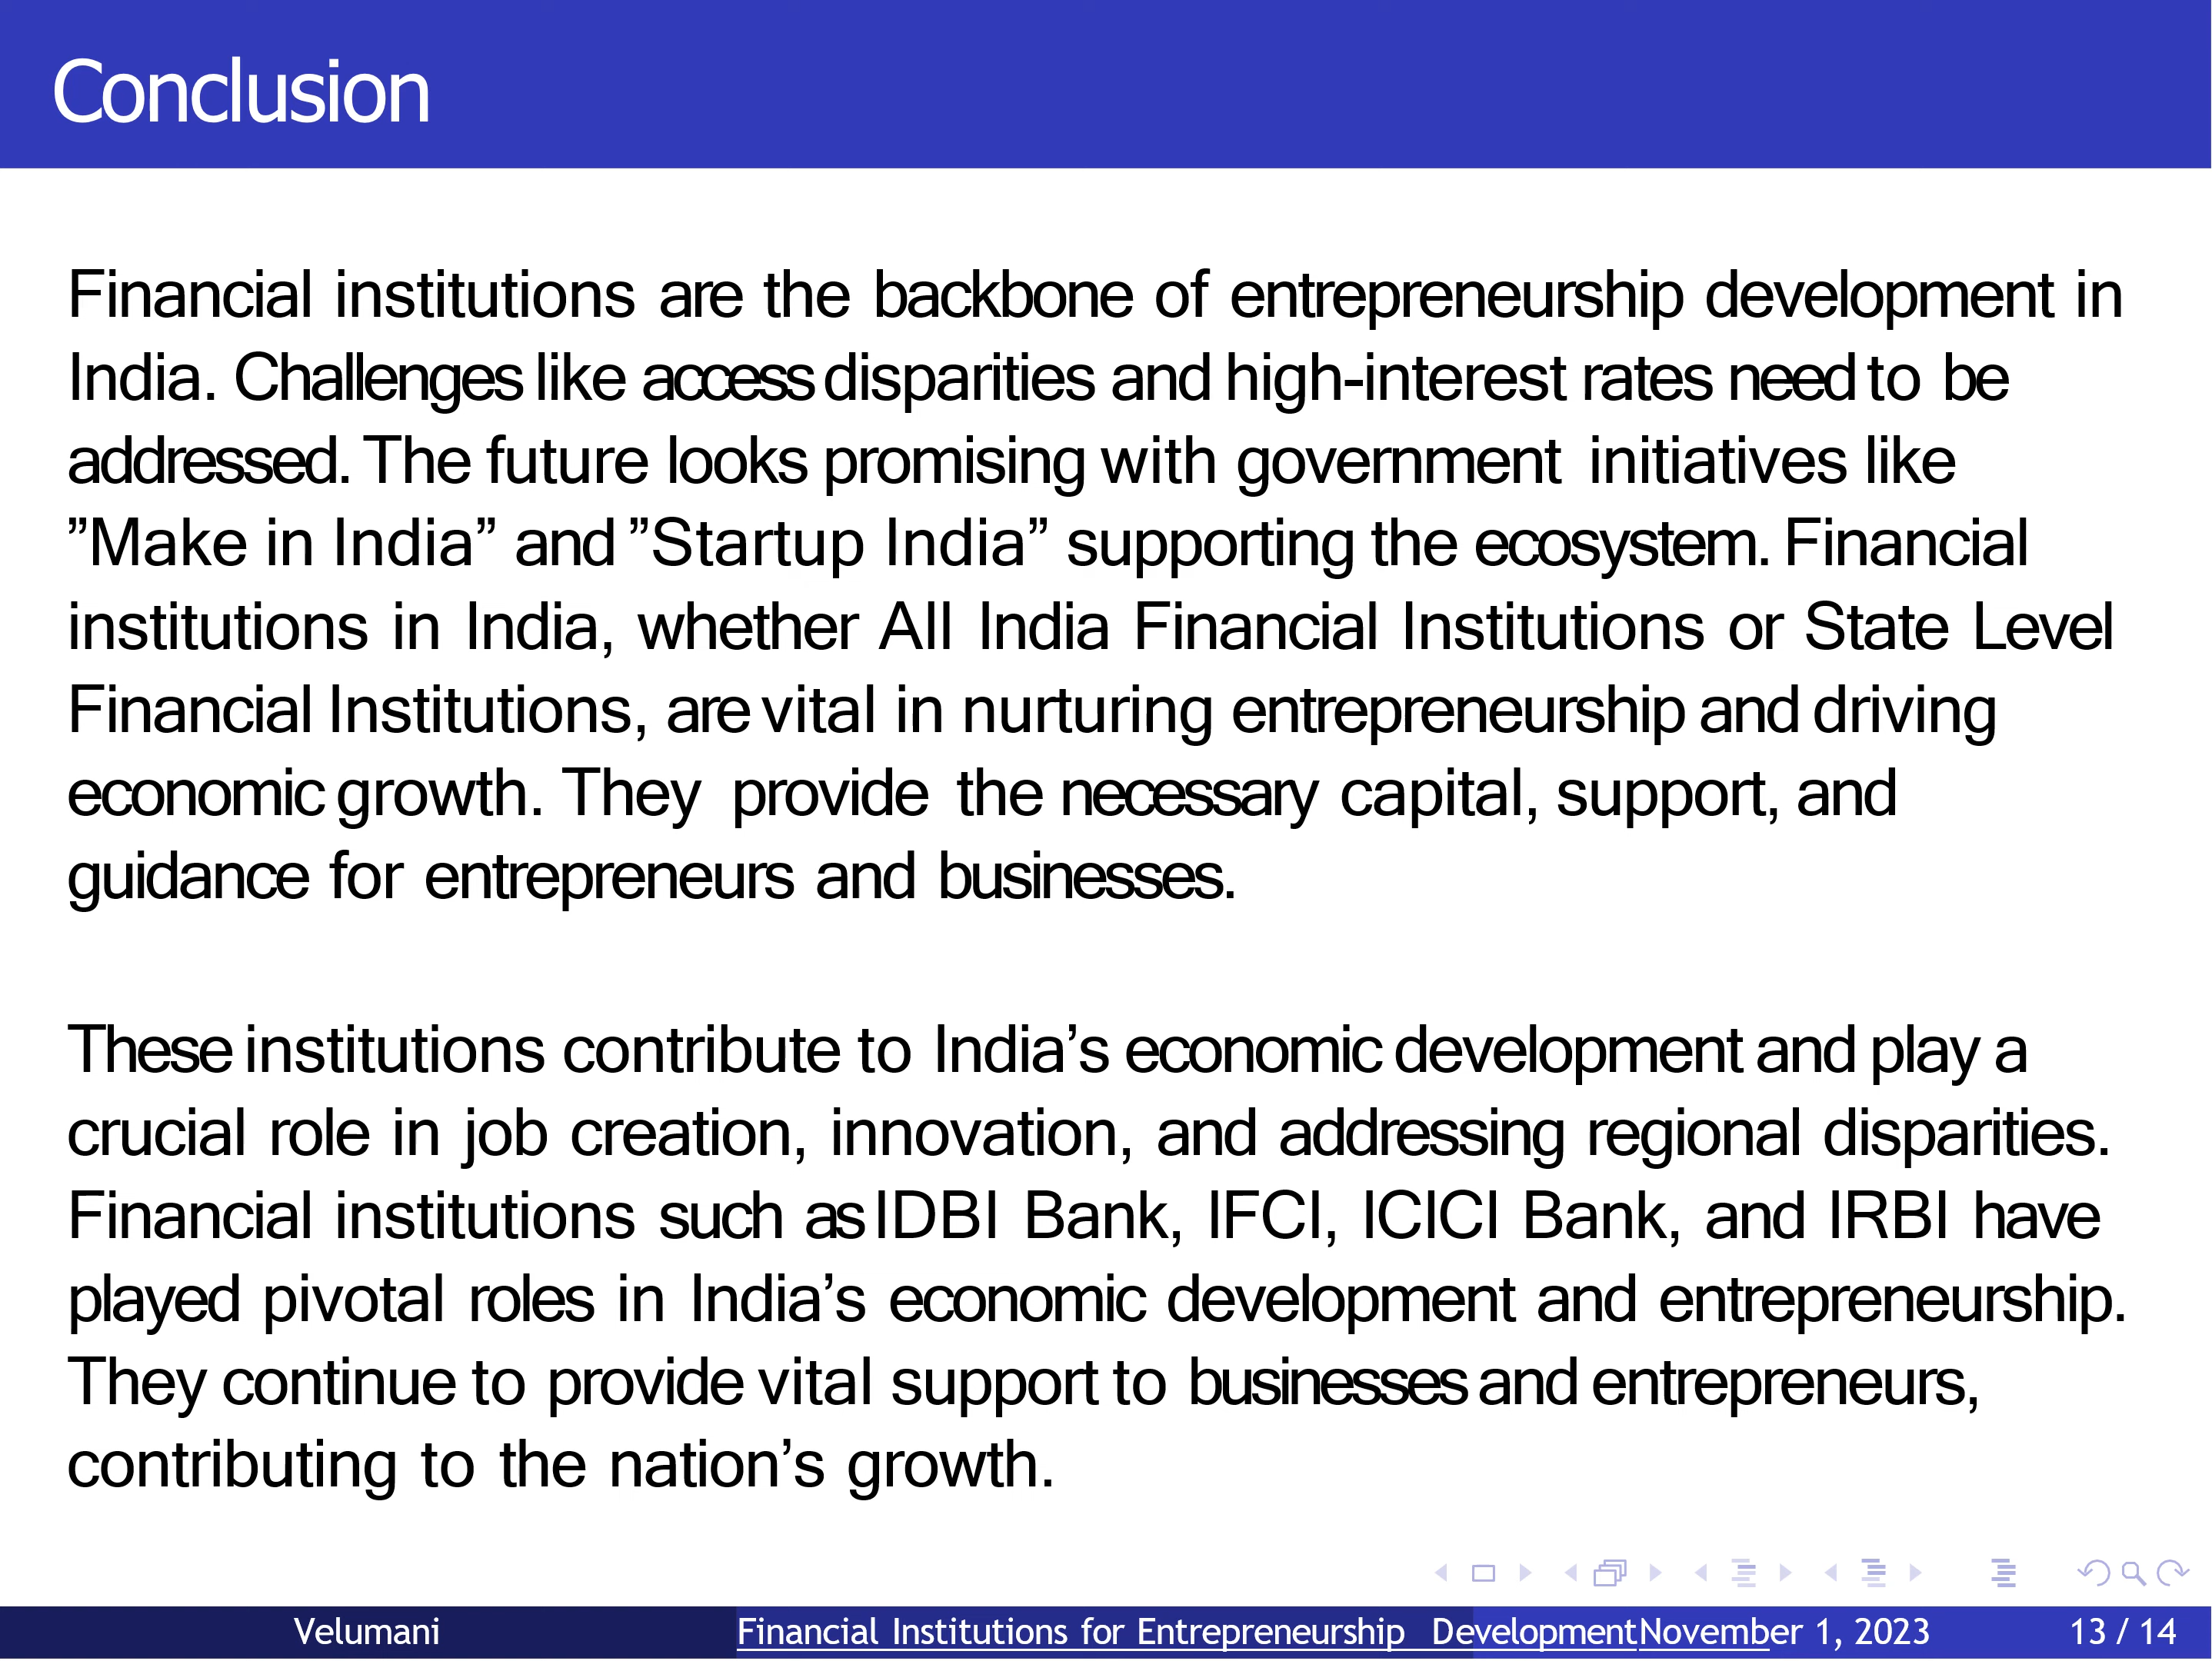 Conclusion
Financial institutions are the backbone of entrepreneurship development in
India. Challenges like access disparities and high-interest rates need to be
addressed. The future looks promising with government initiatives like
”Make in India” and ”Startup India” supporting the ecosystem. Financial
institutions in India, whether All India Financial Institutions or State Level
Financial Institutions, are vital in nurturing entrepreneurship and driving
economic growth. They provide the necessary capital, support, and
guidance for entrepreneurs and businesses.
These institutions contribute to India’s economic development and play a
crucial role in job creation, innovation, and addressing regional disparities.
Financial institutions such as IDBI Bank, IFCI, ICICI Bank, and IRBI have
played pivotal roles in India’s economic development and entrepreneurship.
They continue to provide vital support to businesses and entrepreneurs,
contributing to the nation’s growth.
Velumani Financial Institutions for Entrepreneurship Development November 1, 2023 13 / 14